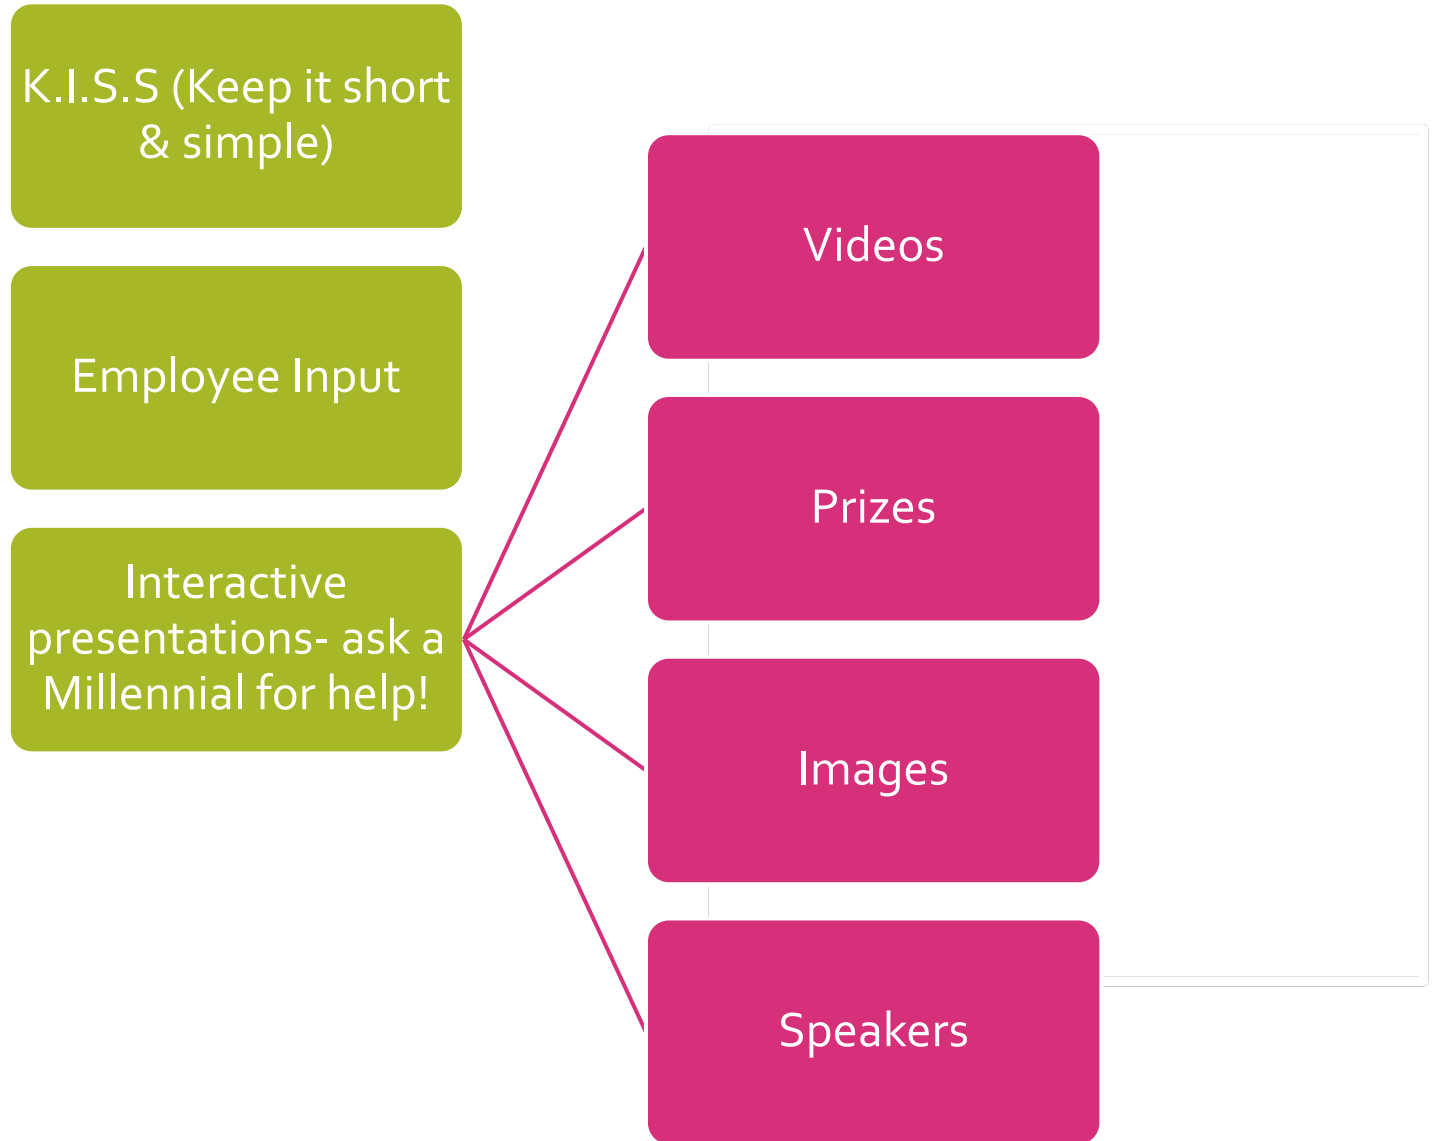 K.I.S.S (Keep it short
& simple)
Employee Input
Interactive
presentations- ask a
Millennial for help!
Videos
Prizes
Images
Speakers